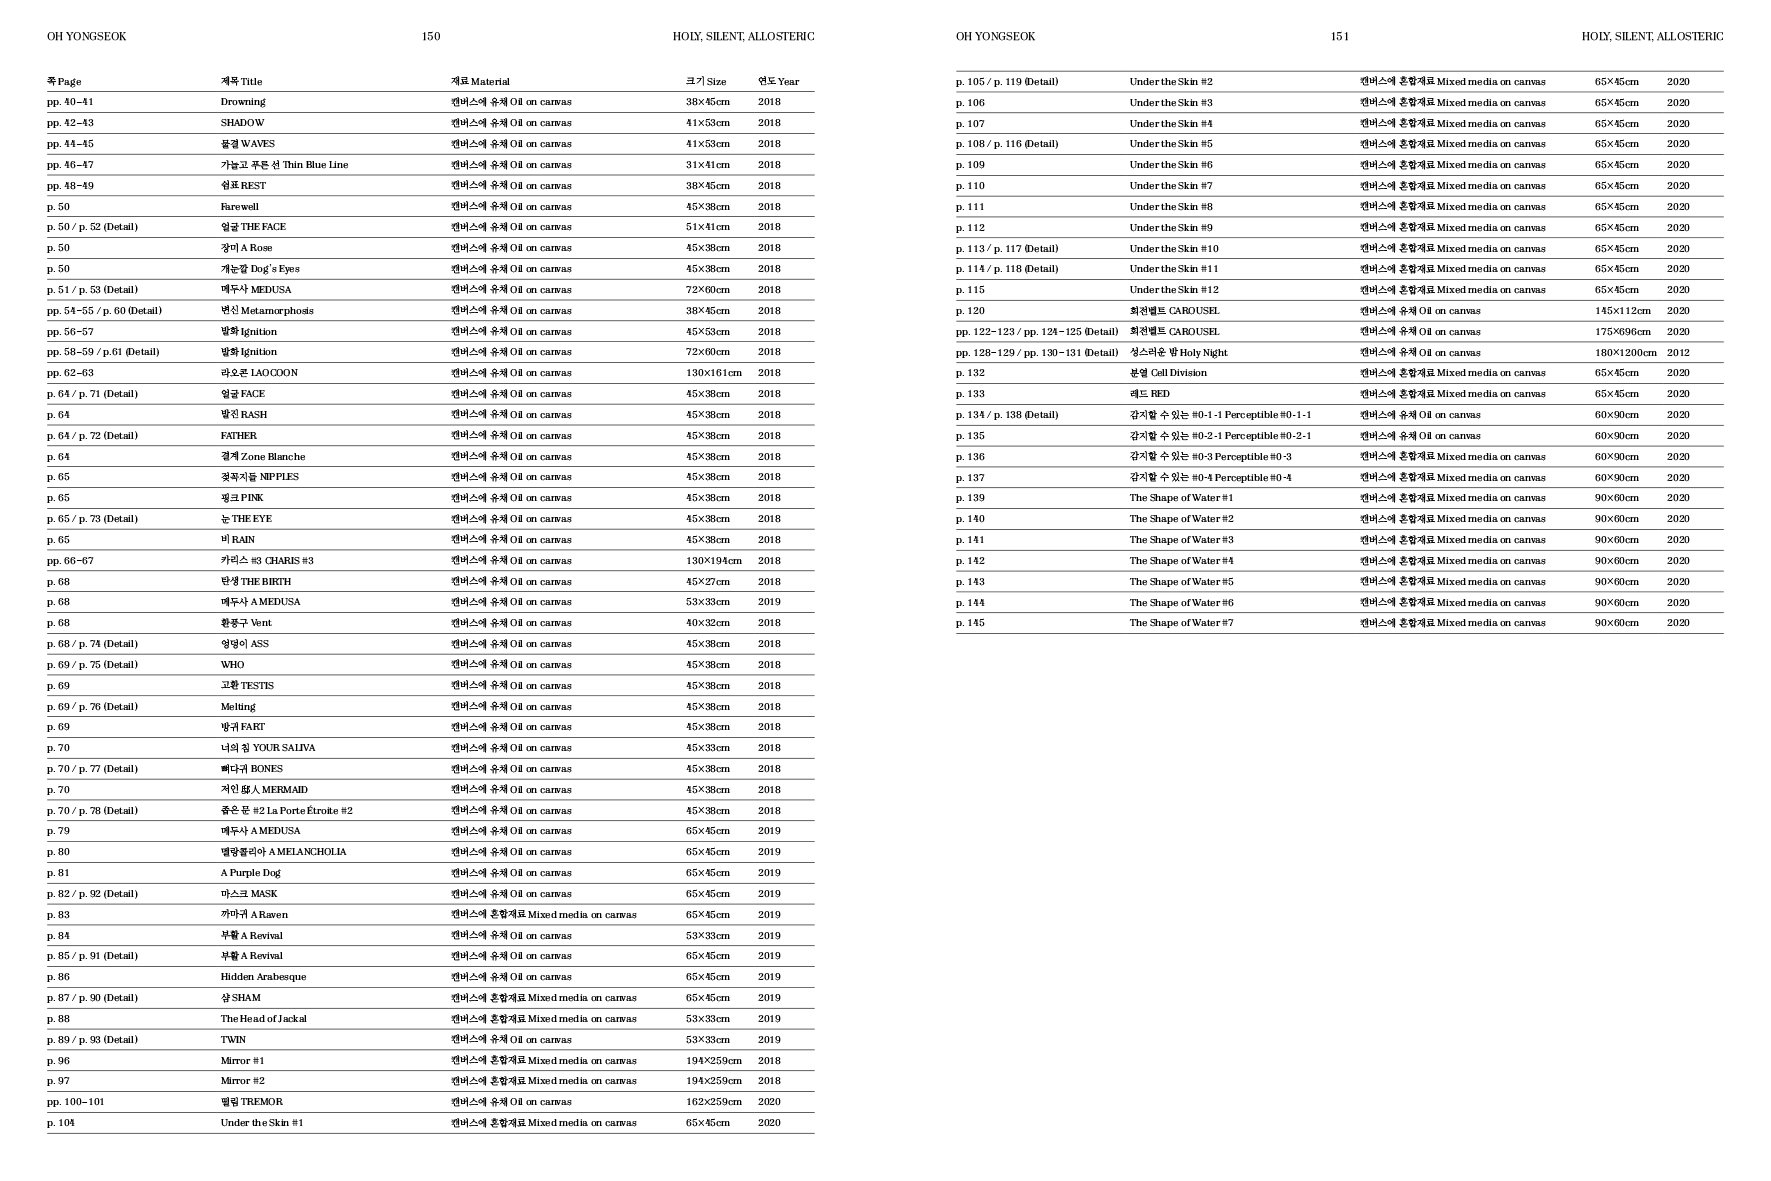 OH YONGSEOK 150 HOLY, SILENT, ALLOSTERIC
쪽 Page 제목 Title 재료 Material 크기 Size 연도 Year
pp. 40–41 Drowning 캔버스에 유채 Oil on canvas 38×45cm 2018
pp. 42–43 SHADOW 캔버스에 유채 Oil on canvas 41×53cm 2018
pp. 44–45 물결 WAVES 캔버스에 유채 Oil on canvas 41×53cm 2018
pp. 46–47 가늘고 푸른 선 Thin Blue Line 캔버스에 유채 Oil on canvas 31×41cm 2018
pp. 48–49 쉼표 REST 캔버스에 유채 Oil on canvas 38×45cm 2018
p. 50 Farewell 캔버스에 유채 Oil on canvas 45×38cm 2018
p. 50 / p. 52 (Detail) 얼굴 THE FACE 캔버스에 유채 Oil on canvas 51×41cm 2018
p. 50 장미 A Rose 캔버스에 유채 Oil on canvas 45×38cm 2018
p. 50 개눈깔 Dog's Eyes 캔버스에 유채 Oil on canvas 45×38cm 2018
p. 51 / p. 53 (Detail) 메두사 MEDUSA 캔버스에 유채 Oil on canvas 72×60cm 2018
pp. 54–55 / p. 60 (Detail) 변신 Metamorphosis 캔버스에 유채 Oil on canvas 38×45cm 2018
pp. 56–57 발화 Ignition 캔버스에 유채 Oil on canvas 45×53cm 2018
pp. 58–59 / p.61 (Detail) 발화 Ignition 캔버스에 유채 Oil on canvas 72×60cm 2018
pp. 62–63 라오콘 LAOCOON 캔버스에 유채 Oil on canvas 130×161cm 2018
p. 64 / p. 71 (Detail) 얼굴 FACE 캔버스에 유채 Oil on canvas 45×38cm 2018
p. 64 발진 RASH 캔버스에 유채 Oil on canvas 45×38cm 2018
p. 64 / p. 72 (Detail) FATHER 캔버스에 유채 Oil on canvas 45×38cm 2018
p. 64 결계 Zone Blanche 캔버스에 유채 Oil on canvas 45×38cm 2018
p. 65 젖꼭지들 NIPPLES 캔버스에 유채 Oil on canvas 45×38cm 2018
p. 65 핑크 PINK 캔버스에 유채 Oil on canvas 45×38cm 2018
p. 65 / p. 73 (Detail) 눈 THE EYE 캔버스에 유채 Oil on canvas 45×38cm 2018
p. 65 비 RAIN 캔버스에 유채 Oil on canvas 45×38cm 2018
pp. 66–67 카리스 #3 CHARIS #3 캔버스에 유채 Oil on canvas 130×194cm 2018
p. 68 탄생 THE BIRTH 캔버스에 유채 Oil on canvas 45×27cm 2018
p. 68 메두사 A MEDUSA 캔버스에 유채 Oil on canvas 53×33cm 2019
p. 68 환풍구 Vent 캔버스에 유채 Oil on canvas 40×32cm 2018
p. 68 / p. 74 (Detail) 엉덩이 ASS 캔버스에 유채 Oil on canvas 45×38cm 2018
p. 69 / p. 75 (Detail) WHO 캔버스에 유채 Oil on canvas 45×38cm 2018
p. 69 고환 TESTIS 캔버스에 유채 Oil on canvas 45×38cm 2018
p. 69 / p. 76 (Detail) Melting 캔버스에 유채 Oil on canvas 45×38cm 2018
p. 69 방귀 FART 캔버스에 유채 Oil on canvas 45×38cm 2018
p. 70 너의 침 YOUR SALIVA 캔버스에 유채 Oil on canvas 45×33cm 2018
p. 70 / p. 77 (Detail) 뼈다귀 BONES 캔버스에 유채 Oil on canvas 45×38cm 2018
p. 70 저인 MERMAID 캔버스에 유채 Oil on canvas 45×38cm 2018
p. 70 / p. 78 (Detail) 좁은 문 #2 La Porte Étroite #2 캔버스에 유채 Oil on canvas 45×38cm 2018
p. 79 메두사 A MEDUSA 캔버스에 유채 Oil on canvas 65×45cm 2019
p. 80 멜랑콜리아 A MELANCHOLIA 캔버스에 유채 Oil on canvas 65×45cm 2019
p. 81 A Purple Dog 캔버스에 유채 Oil on canvas 65×45cm 2019
p. 82 / p. 92 (Detail) 마스크 MASK 캔버스에 유채 Oil on canvas 65×45cm 2019
p. 83 까마귀 A Raven 캔버스에 혼합재료 Mixed media on canvas 65×45cm 2019
p. 84 부활 A Revival 캔버스에 유채 Oil on canvas 53×33cm 2019
p. 85 / p. 91 (Detail) 부활 A Revival 캔버스에 유채 Oil on canvas 65×45cm 2019
p. 86 Hidden Arabesque 캔버스에 유채 Oil on canvas 65×45cm 2019
p. 87 / p. 90 (Detail) 샴 SHAM 캔버스에 혼합재료 Mixed media on canvas 65×45cm 2019
p. 88 The Head of Jackal 캔버스에 혼합재료 Mixed media on canvas 53×33cm 2019
p. 89 / p. 93 (Detail) TWIN 캔버스에 유채 Oil on canvas 53×33cm 2019
p. 96 Mirror #1 캔버스에 혼합재료 Mixed media on canvas 194×259cm 2018
p. 97 Mirror #2 캔버스에 혼합재료 Mixed media on canvas 194×259cm 2018
pp. 100–101 떨림 TREMOR 캔버스에 유채 Oil on canvas 162×259cm 2020
p. 104 Under the Skin #1 캔버스에 혼합재료 Mixed media on canvas 65×45cm 2020
OH YONGSEOK 151 HOLY, SILENT, ALLOSTERIC
p. 105 / p. 119 (Detail) Under the Skin #2 캔버스에 혼합재료 Mixed media on canvas 65×45cm 2020
p. 106 Under the Skin #3 캔버스에 혼합재료 Mixed media on canvas 65×45cm 2020
p. 107 Under the Skin #4 캔버스에 혼합재료 Mixed media on canvas 65×45cm 2020
p. 108 / p. 116 (Detail) Under the Skin #5 캔버스에 혼합재료 Mixed media on canvas 65×45cm 2020
p. 109 Under the Skin #6 캔버스에 혼합재료 Mixed media on canvas 65×45cm 2020
p. 110 Under the Skin #7 캔버스에 혼합재료 Mixed media on canvas 65×45cm 2020
p. 111 Under the Skin #8 캔버스에 혼합재료 Mixed media on canvas 65×45cm 2020
p. 112 Under the Skin #9 캔버스에 혼합재료 Mixed media on canvas 65×45cm 2020
p. 113 / p. 117 (Detail) Under the Skin #10 캔버스에 혼합재료 Mixed media on canvas 65×45cm 2020
p. 114 / p. 118 (Detail) Under the Skin #11 캔버스에 혼합재료 Mixed media on canvas 65×45cm 2020
p. 115 Under the Skin #12 캔버스에 혼합재료 Mixed media on canvas 65×45cm 2020
p. 120 회전벨트 CAROUSEL 캔버스에 유채 Oil on canvas 145×112cm 2020
pp. 122–123 / pp. 124–125 (Detail) 회전벨트 CAROUSEL 캔버스에 유채 Oil on canvas 175×696cm 2020
pp. 128–129 / pp. 130–131 (Detail) 성스러운 밤 Holy Night 캔버스에 유채 Oil on canvas 180×1200cm 2012
p. 132 분열 Cell Division 캔버스에 혼합재료 Mixed media on canvas 65×45cm 2020
p. 133 레드 RED 캔버스에 혼합재료 Mixed media on canvas 65×45cm 2020
p. 134 / p. 138 (Detail) 감지할 수 있는 #0-1-1 Perceptible #0-1-1 캔버스에 유채 Oil on canvas 60×90cm 2020
p. 135 감지할 수 있는 #0-2-1 Perceptible #0-2-1 캔버스에 유채 Oil on canvas 60×90cm 2020
p. 136 감지할 수 있는 #0-3 Perceptible #0-3 캔버스에 혼합재료 Mixed media on canvas 60×90cm 2020
p. 137 감지할 수 있는 #0-4 Perceptible #0-4 캔버스에 혼합재료 Mixed media on canvas 60×90cm 2020
p. 139 The Shape of Water #1 캔버스에 혼합재료 Mixed media on canvas 90×60cm 2020
p. 140 The Shape of Water #2 캔버스에 혼합재료 Mixed media on canvas 90×60cm 2020
p. 141 The Shape of Water #3 캔버스에 혼합재료 Mixed media on canvas 90×60cm 2020
p. 142 The Shape of Water #4 캔버스에 혼합재료 Mixed media on canvas 90×60cm 2020
p. 143 The Shape of Water #5 캔버스에 혼합재료 Mixed media on canvas 90×60cm 2020
p. 144 The Shape of Water #6 캔버스에 혼합재료 Mixed media on canvas 90×60cm 2020
p. 145 The Shape of Water #7 캔버스에 혼합재료 Mixed media on canvas 90×60cm 2020